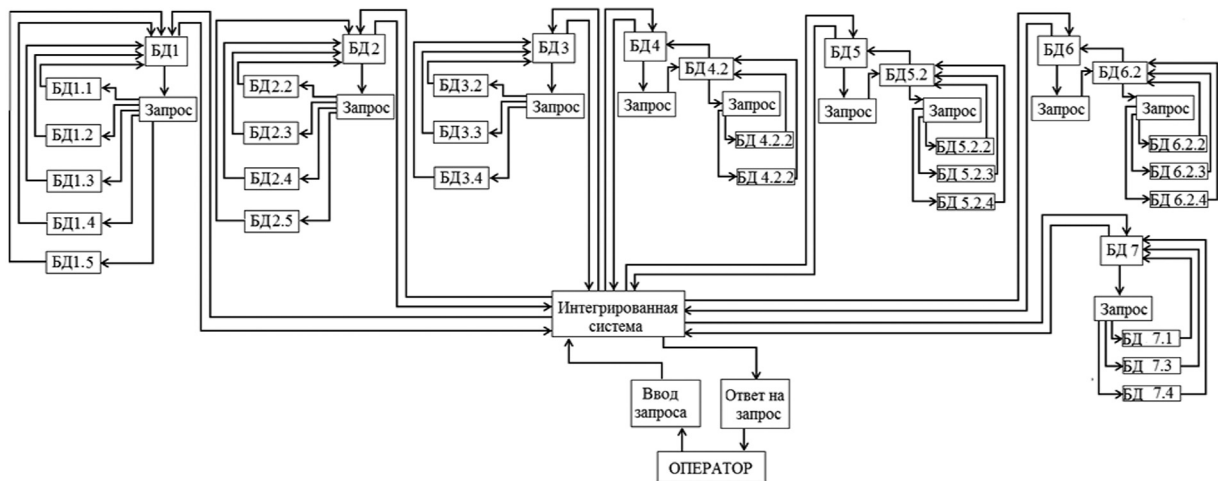 БД1
БД1.1
Запрос
БД1.2
БД1.3
БД1.4
БД1.5
БД 2
БД2.2
Запрос
БД2.3
БД2.4
БД2.5
БД 3
БД3.2
Запрос
БД3.3
БД3.4
БД4
БД 4.2
Запрос
Запрос
БД 4.2.2
БД 4.2.2
БД5
БД5.2
Запрос
Запрос
БД5.2.2
БД 5.2.3
БД 5.2.4
БД6
БД6.2
Запрос
Запрос
БД 6.2.2
БД 6.2.3
БД 6.2.4
БД 7
Запрос
БД 7.1
БД 7.3
БД 7.4
Интегрированная
система
Ввод
запроса
Ответ на
запрос
ОПЕРАТОР